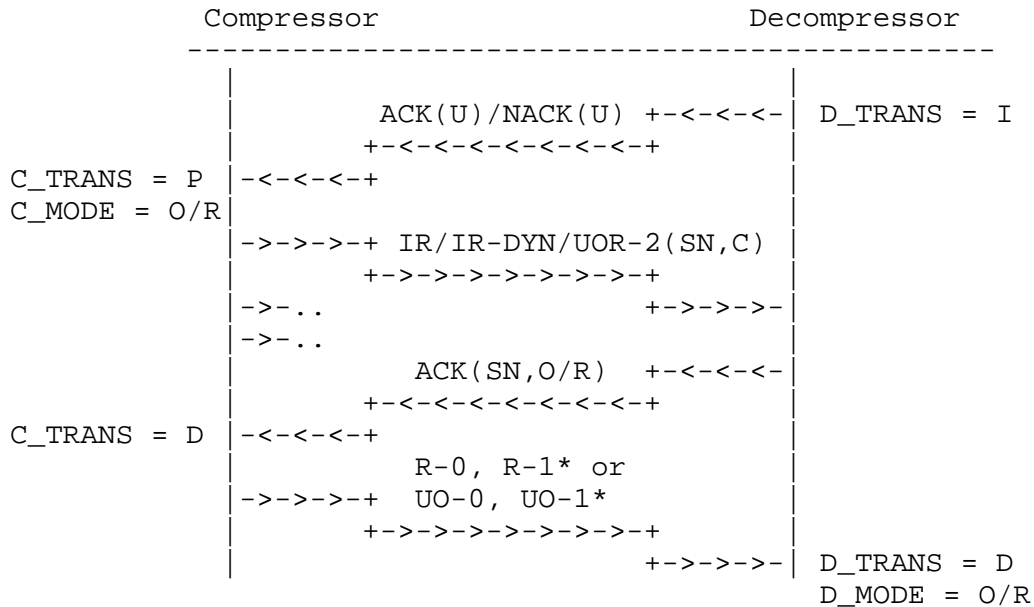 Compressor                    Decompressor
----------------------------------------------
|                                |
|        ACK(U)/NACK(U) +-<-<-<-|  D_TRANS = I
|       +-<-<-<-<-<-<-<-+       |
C_TRANS = P |-<-<-<-+                        |
C_MODE = O/R|                                |
|->->->-+ IR/IR-DYN/UOR-2(SN,C) |
|       +->->->->->->->-+       |
|->-..                  +->->->-|
|->-..                          |
|          ACK(SN,O/R)  +-<-<-<-|
|       +-<-<-<-<-<-<-<-+       |
C_TRANS = D |-<-<-<-+                        |
|          R-0, R-1* or         |
|->->->-+  UO-0, UO-1*          |
|       +->->->->->->->-+       |
|                       +->->->-|  D_TRANS = D
D_MODE = O/R